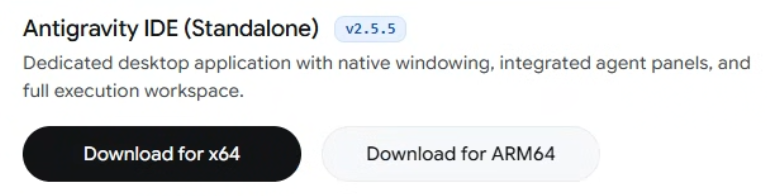 Antigravity IDE (Standalone) v2.5.5
Dedicated desktop application with native windowing, integrated agent panels, and
full execution workspace.
Download for x64 Download for ARM64